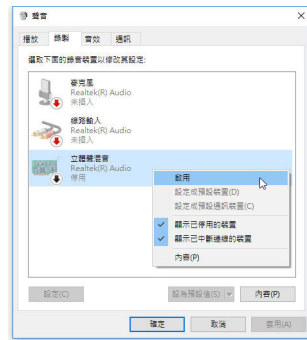 聲音
播放 錄製 音效 通訊
選取下面的錄音裝置以修改其設定:
麥克風
Realtek(R) Audio
未插入
線路輸入
Realtek(R) Audio
未插入
立體聲混音
Realtek(R) Audio
停用
啟用
設定成預設裝置(D)
設定成預設通訊裝置(C)
顯示已停用的裝置
顯示已中斷連線的裝置
內容(P)
設定(C) 設為預設值(S) 內容(P)
確定 取消 套用(A)